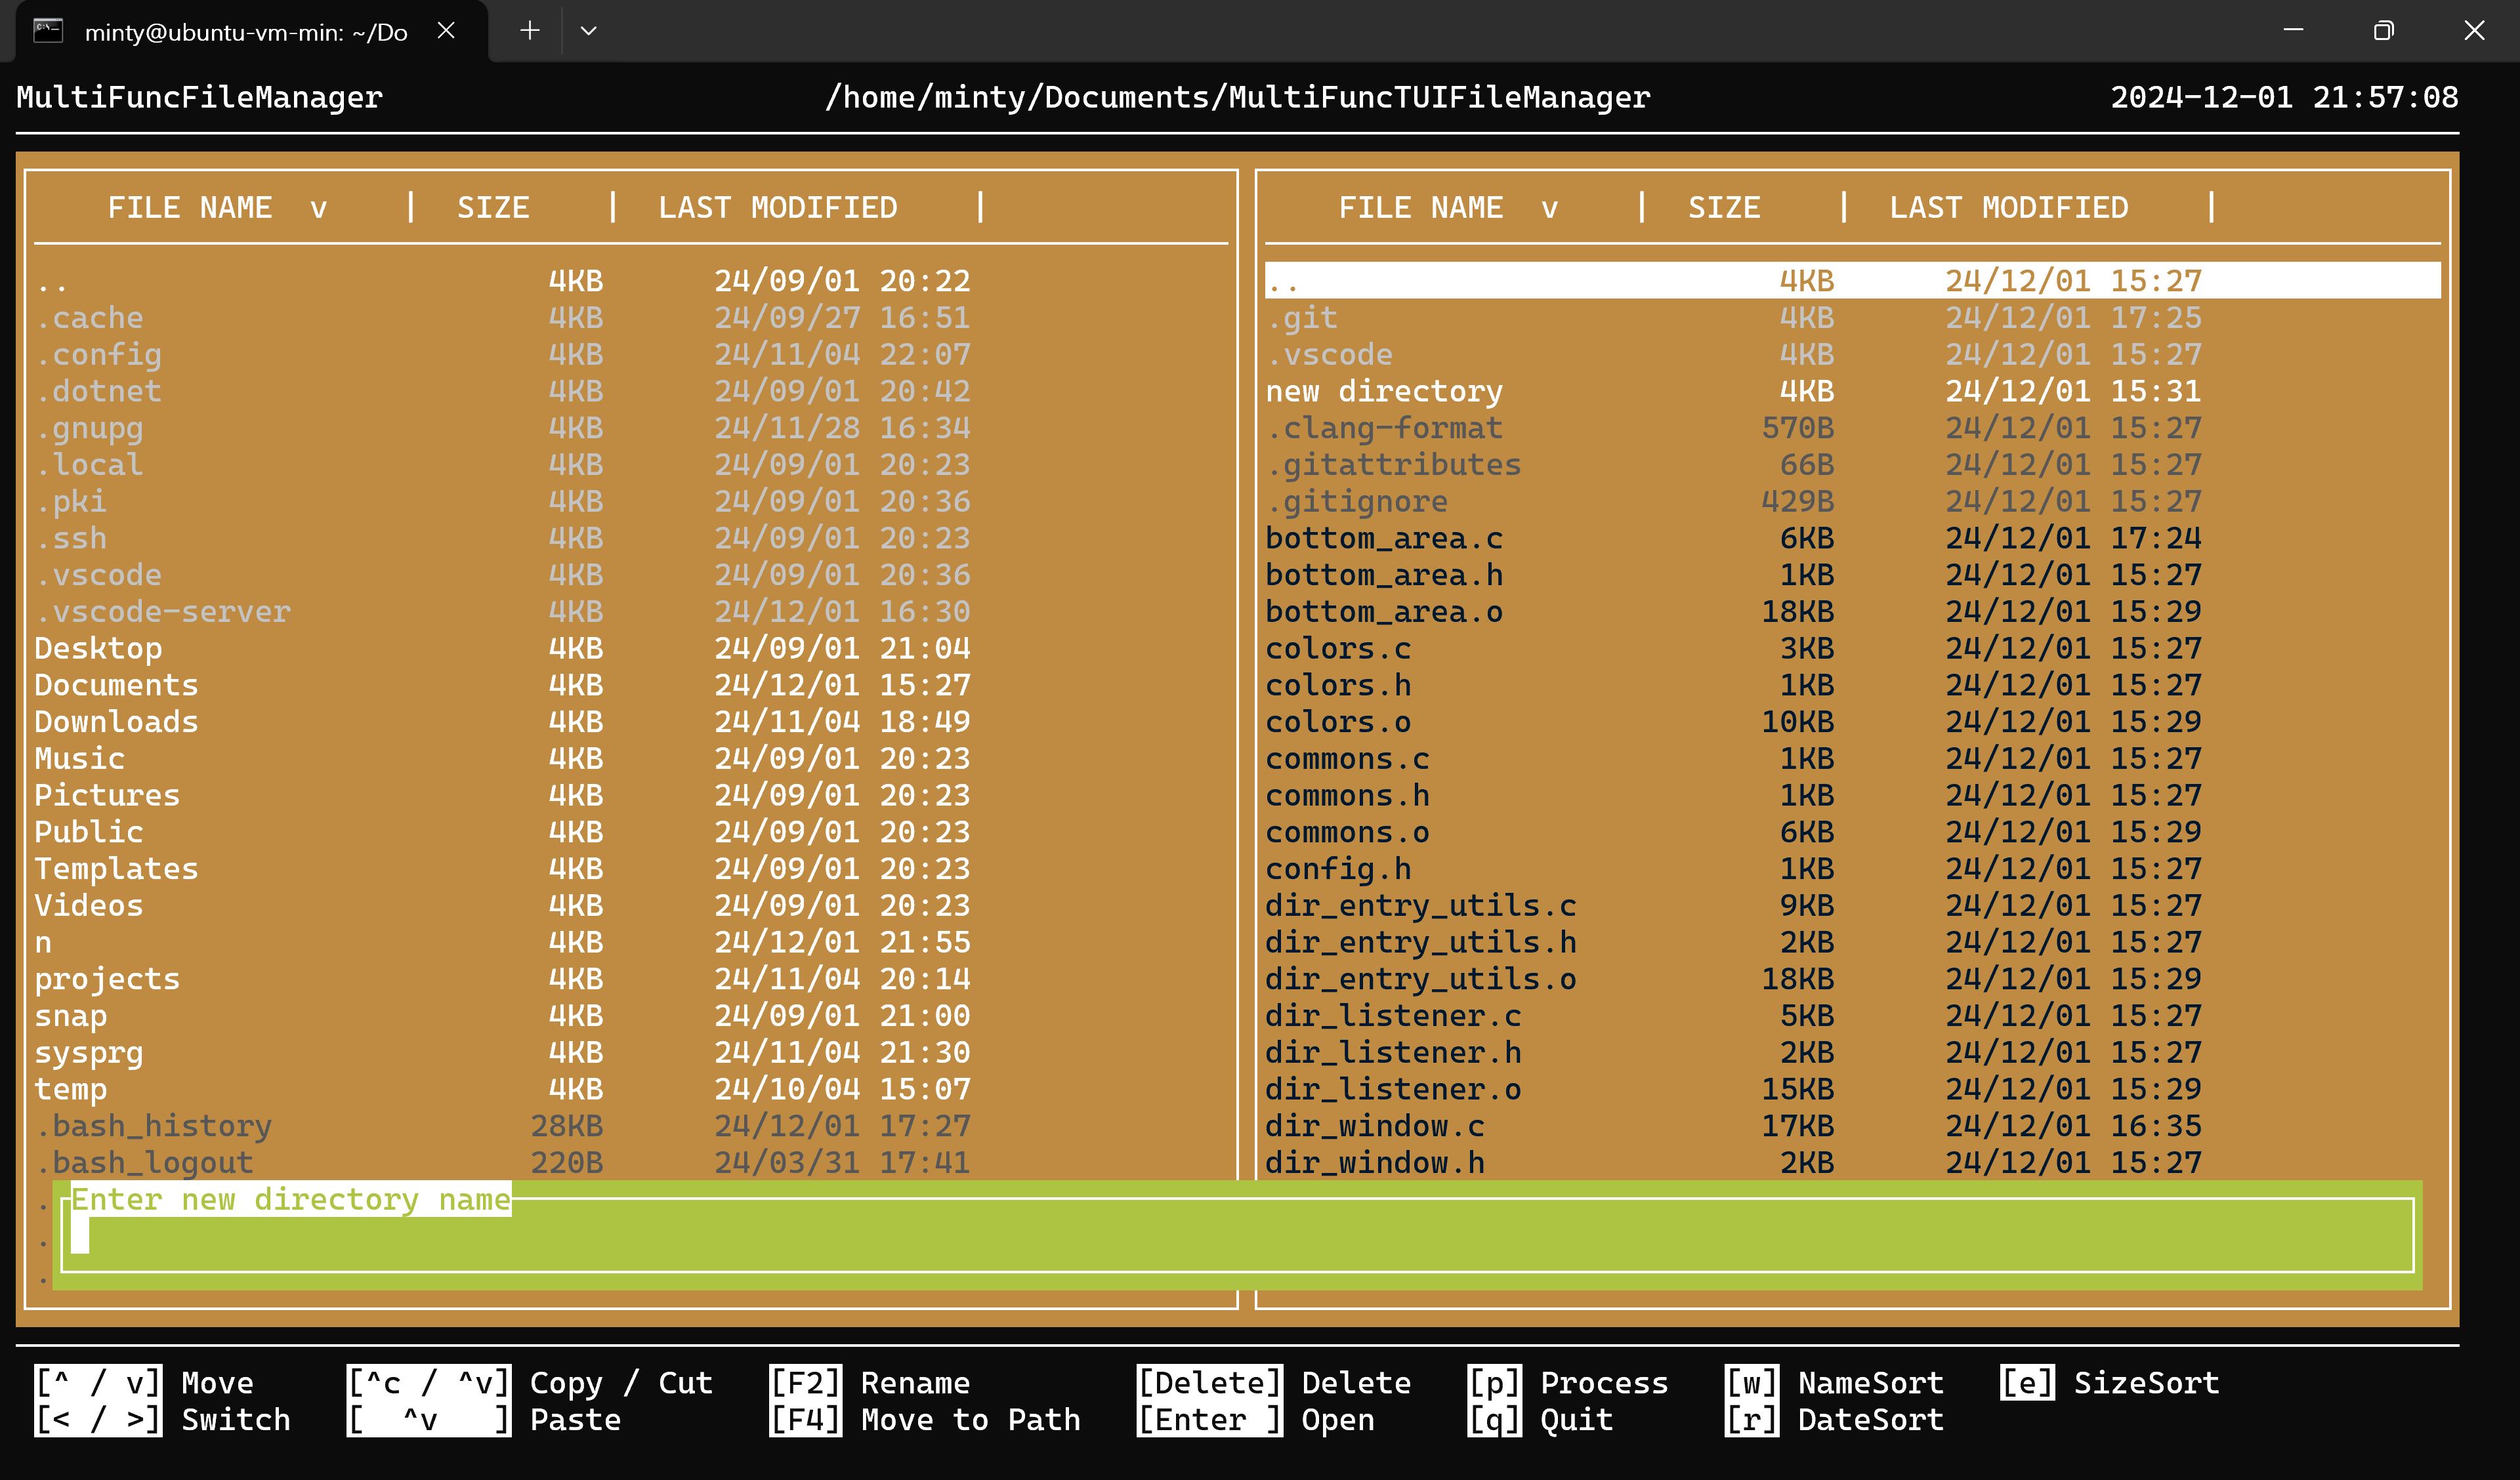 minty@ubuntu-vm-min: ~/Do
MultiFuncFileManager /home/minty/Documents/MultiFuncTUIFileManager 2024-12-01 21:57:08
FILE NAME v | SIZE | LAST MODIFIED |
.. 4KB 24/09/01 20:22
.cache 4KB 24/09/27 16:51
.config 4KB 24/11/04 22:07
.dotnet 4KB 24/09/01 20:42
.gnupg 4KB 24/11/28 16:34
.local 4KB 24/09/01 20:23
.pki 4KB 24/09/01 20:36
.ssh 4KB 24/09/01 20:23
.vscode 4KB 24/09/01 20:36
.vscode-server 4KB 24/12/01 16:30
Desktop 4KB 24/09/01 21:04
Documents 4KB 24/12/01 15:27
Downloads 4KB 24/11/04 18:49
Music 4KB 24/09/01 20:23
Pictures 4KB 24/09/01 20:23
Public 4KB 24/09/01 20:23
Templates 4KB 24/09/01 20:23
Videos 4KB 24/09/01 20:23
n 4KB 24/12/01 21:55
projects 4KB 24/11/04 20:14
snap 4KB 24/09/01 21:00
sysprg 4KB 24/11/04 21:30
temp 4KB 24/10/04 15:07
.bash_history 28KB 24/12/01 17:27
.bash_logout 220B 24/03/31 17:41
.
.
.
FILE NAME v | SIZE | LAST MODIFIED |
.. 4KB 24/12/01 15:27
.git 4KB 24/12/01 17:25
.vscode 4KB 24/12/01 15:27
new directory 4KB 24/12/01 15:31
.clang-format 570B 24/12/01 15:27
.gitattributes 66B 24/12/01 15:27
.gitignore 429B 24/12/01 15:27
bottom_area.c 6KB 24/12/01 17:24
bottom_area.h 1KB 24/12/01 15:27
bottom_area.o 18KB 24/12/01 15:29
colors.c 3KB 24/12/01 15:27
colors.h 1KB 24/12/01 15:27
colors.o 10KB 24/12/01 15:29
commons.c 1KB 24/12/01 15:27
commons.h 1KB 24/12/01 15:27
commons.o 6KB 24/12/01 15:29
config.h 1KB 24/12/01 15:27
dir_entry_utils.c 9KB 24/12/01 15:27
dir_entry_utils.h 2KB 24/12/01 15:27
dir_entry_utils.o 18KB 24/12/01 15:29
dir_listener.c 5KB 24/12/01 15:27
dir_listener.h 2KB 24/12/01 15:27
dir_listener.o 15KB 24/12/01 15:29
dir_window.c 17KB 24/12/01 16:35
dir_window.h 2KB 24/12/01 15:27
Enter new directory name
[^ / v] Move [^c / ^v] Copy / Cut [F2] Rename [Delete] Delete [p] Process [w] NameSort [e] SizeSort
[< / >] Switch [ ^v ] Paste [F4] Move to Path [Enter ] Open [q] Quit [r] DateSort